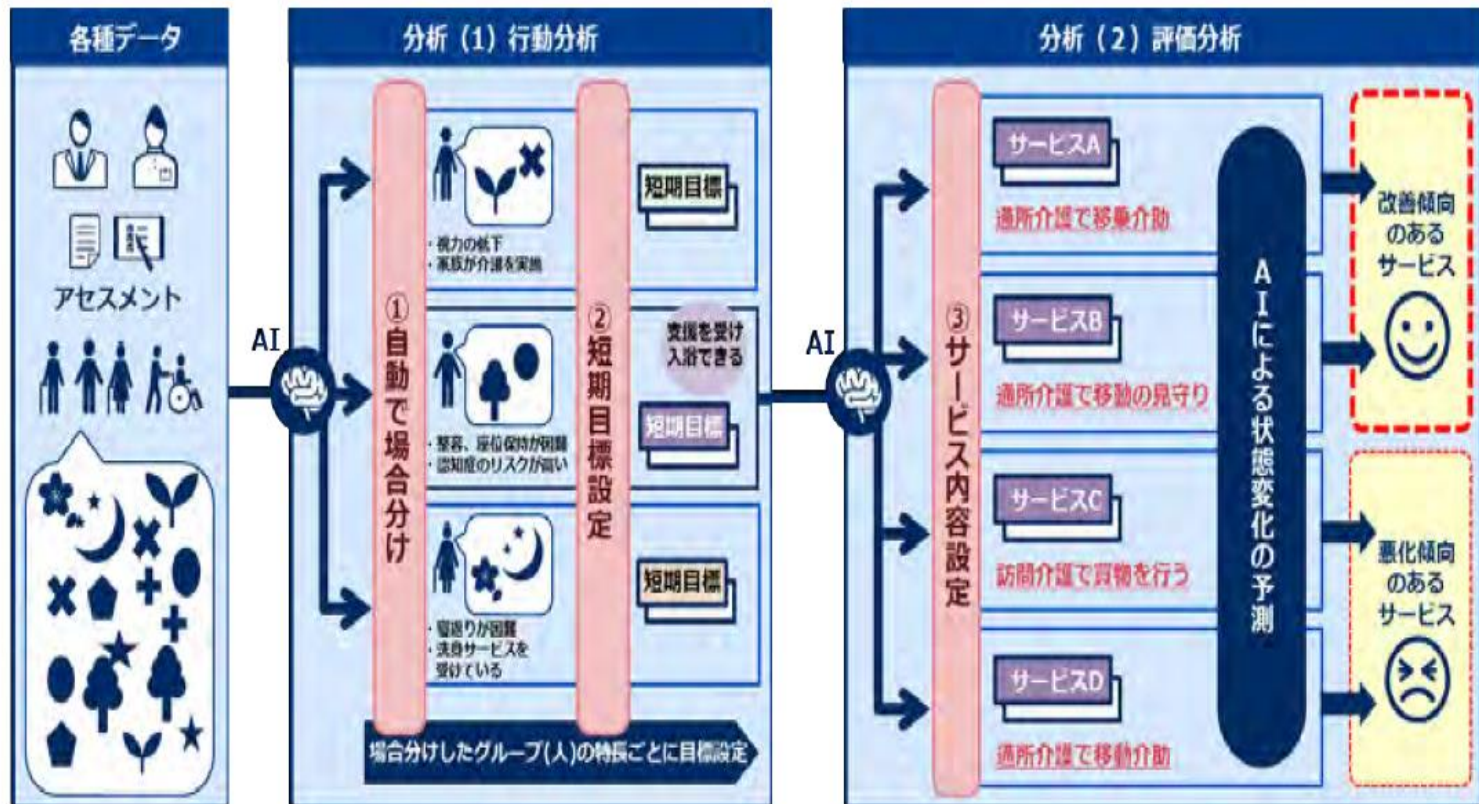 各種データ
アセスメント
AI
分析（1）行動分析
①自動で場合分け
・視力の低下
・家族が介護を実施
・整容、座位保持が困難
・認知症のリスクが高い
・寝返りが困難
・洗身サービスを
受けている
②短期目標設定
短期目標
支援を受け
入浴できる
短期目標
短期目標
場合分けしたグループ(人)の特長ごとに目標設定
AI
分析（2）評価分析
③サービス内容設定
サービスA
通所介護で移乗介助
サービスB
通所介護で移動の見守り
サービスC
訪問介護で買物を行う
サービスD
通所介護で移動介助
AIによる状態変化の予測
改善傾向
のある
サービス
悪化傾向
のある
サービス